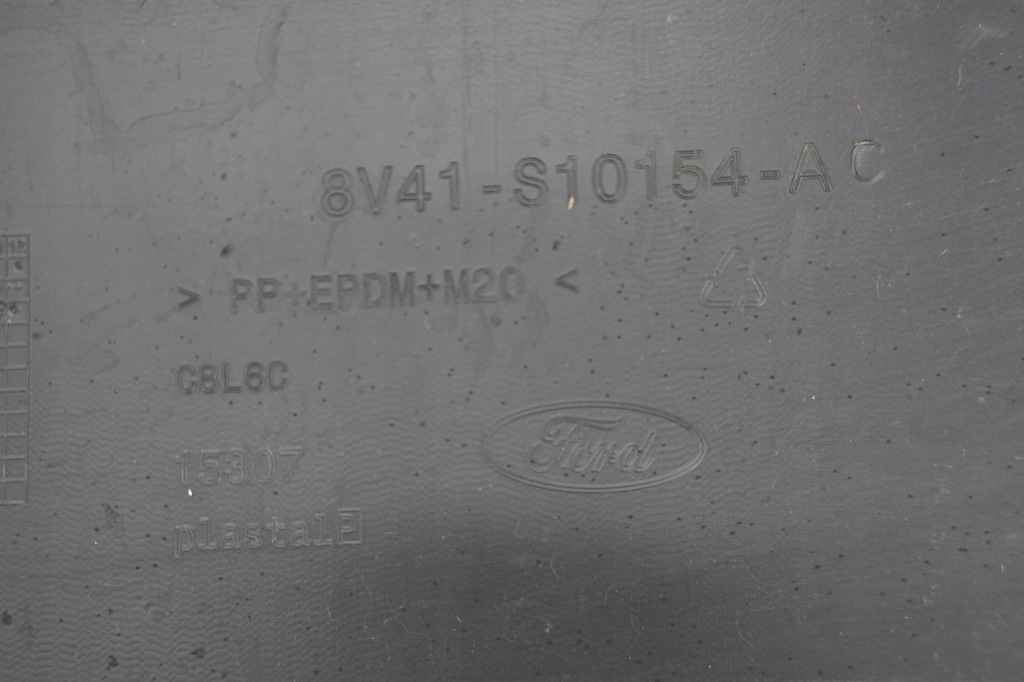 8V41-S10154-AC
> PP+EPDM+M20 <
C8L6C
Ford
15307
plastal P